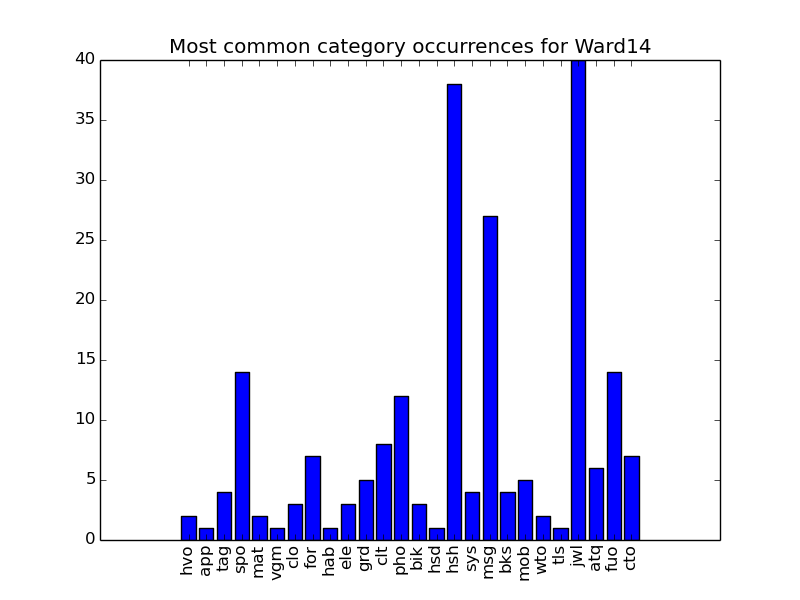 Most common category occurrences for Ward14
40
35
30
25
20
15
10
5
0
hvo
app
tag
spo
mat
vgm
clo
for
hab
ele
grd
clt
pho
bik
hsd
hsh
sys
msg
bks
mob
wto
tls
jwl
atq
fuo
cto